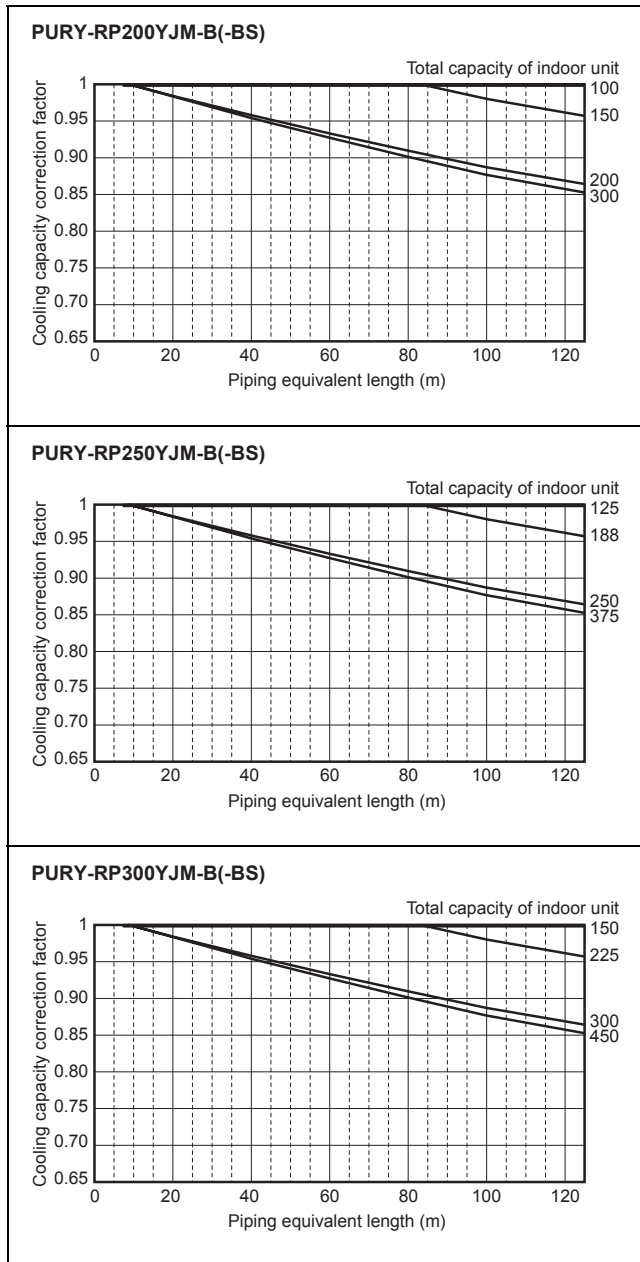 PURY-RP200YJM-B(-BS)
Total capacity of indoor unit
Cooling capacity correction factor
1
0.95
0.90
0.85
0.80
0.75
0.70
0.65
100
150
200
300
0 20 40 60 80 100 120
Piping equivalent length (m)
PURY-RP250YJM-B(-BS)
Total capacity of indoor unit
Cooling capacity correction factor
1
0.95
0.90
0.85
0.80
0.75
0.70
0.65
125
188
250
375
0 20 40 60 80 100 120
Piping equivalent length (m)
PURY-RP300YJM-B(-BS)
Total capacity of indoor unit
Cooling capacity correction factor
1
0.95
0.90
0.85
0.80
0.75
0.70
0.65
150
225
300
450
0 20 40 60 80 100 120
Piping equivalent length (m)